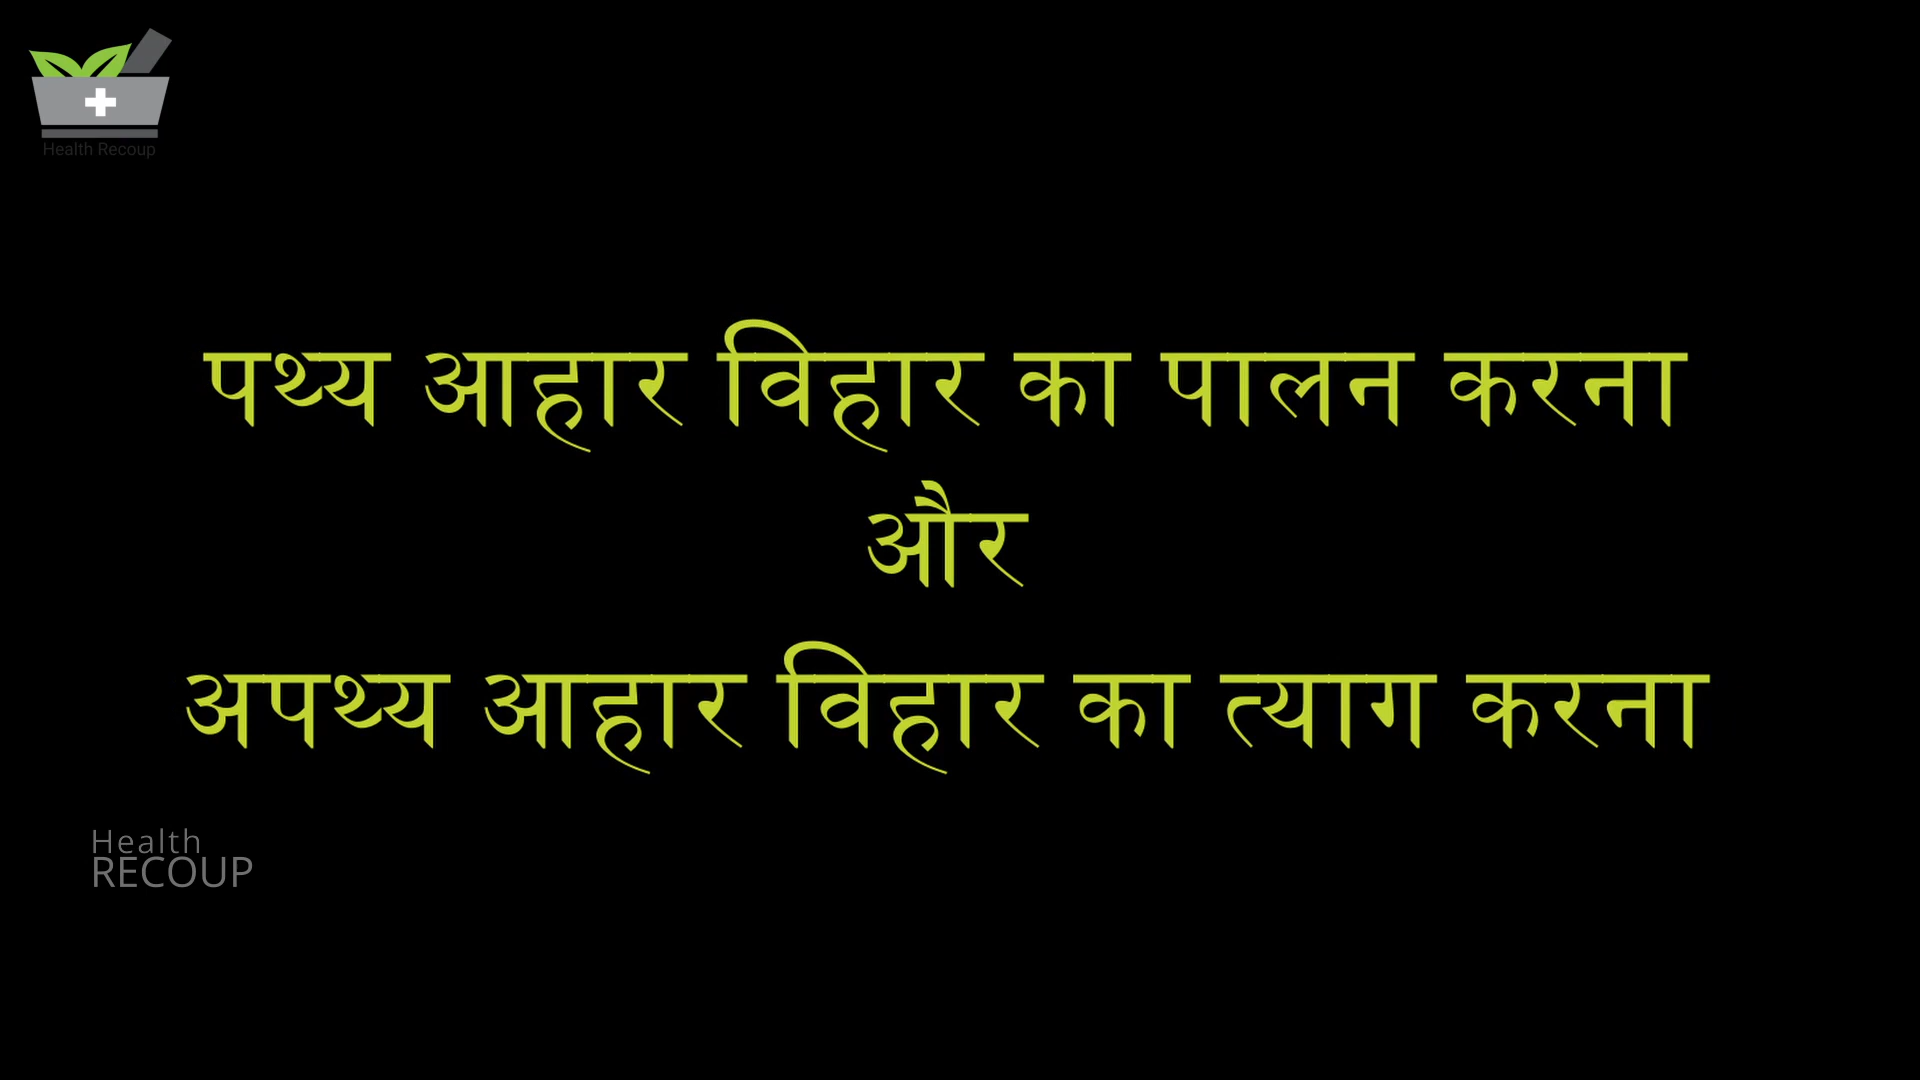 Health Recoup
पथ्य आहार विहार का पालन करना
और
अपथ्य आहार विहार का त्याग करना
Health
RECOUP